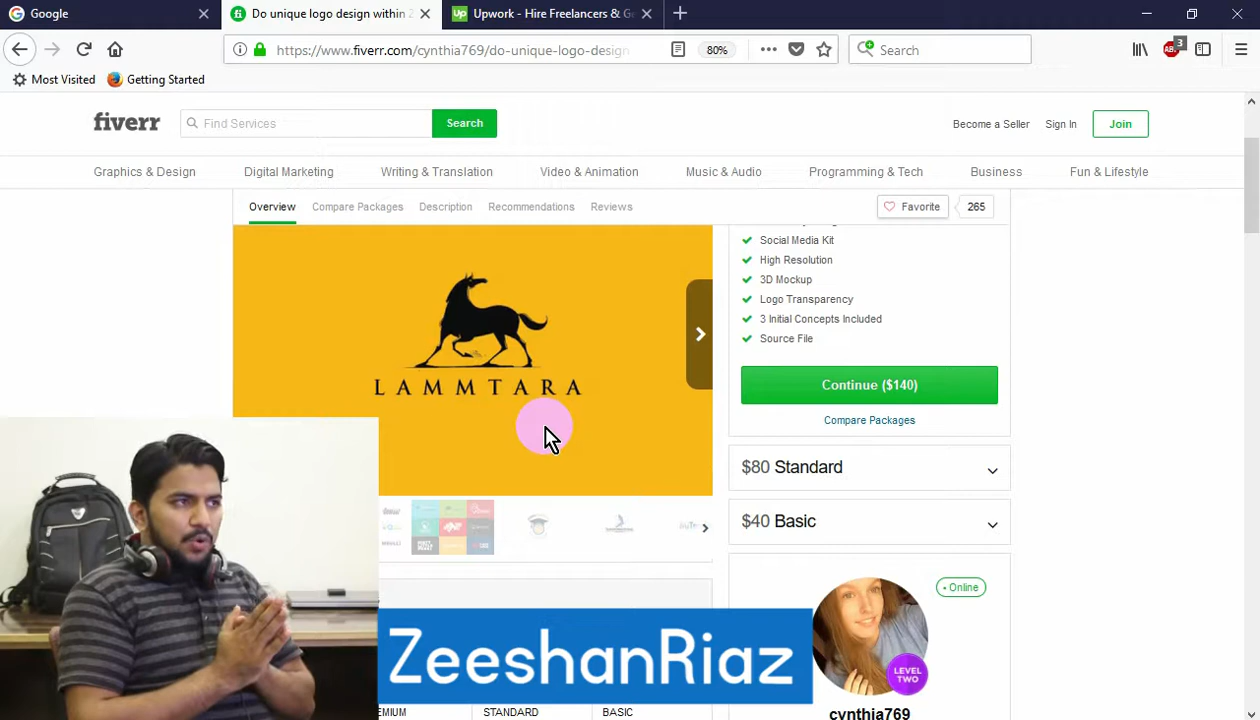 Google
Do unique logo design within 2
Upwork - Hire Freelancers & G
https://www.fiverr.com/cynthia769/do-unique-logo-design
80%
Search
3
Most Visited
Getting Started
fiverr
Find Services
Search
Become a Seller
Sign In
Join
Graphics & Design
Digital Marketing
Writing & Translation
Video & Animation
Music & Audio
Programming & Tech
Business
Fun & Lifestyle
Overview
Compare Packages
Description
Recommendations
Reviews
Favorite
265
Social Media Kit
High Resolution
3D Mockup
Logo Transparency
3 Initial Concepts Included
Source File
LAMMTARA
Continue ($140)
Compare Packages
$80 Standard
$40 Basic
Online
LEVEL
TWO
ZeeshanRiaz
EMIUM
STANDARD
BASIC
cynthia769